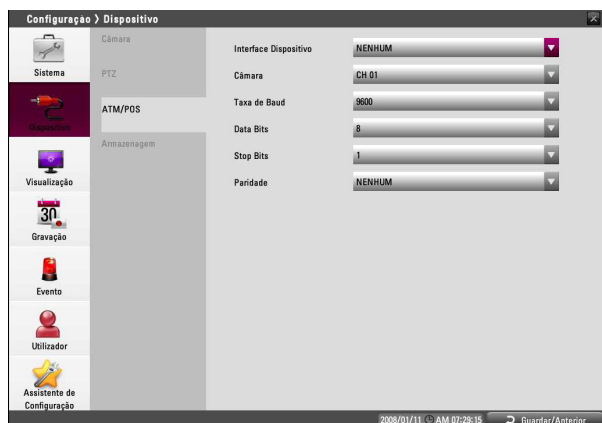 Configuração > Dispositivo
Sistema
Dispositivo
Visualização
30
Gravação
Evento
Utilizador
Assistente de
Configuração
Câmara
PTZ
ATM/POS
Armazenagem
Interface Dispositivo NENHUM
Câmara CH 01
Taxa de Baud 9600
Data Bits 8
Stop Bits 1
Paridade NENHUM
2008/01/11 AM 07:29:15 Guardar/Anterior